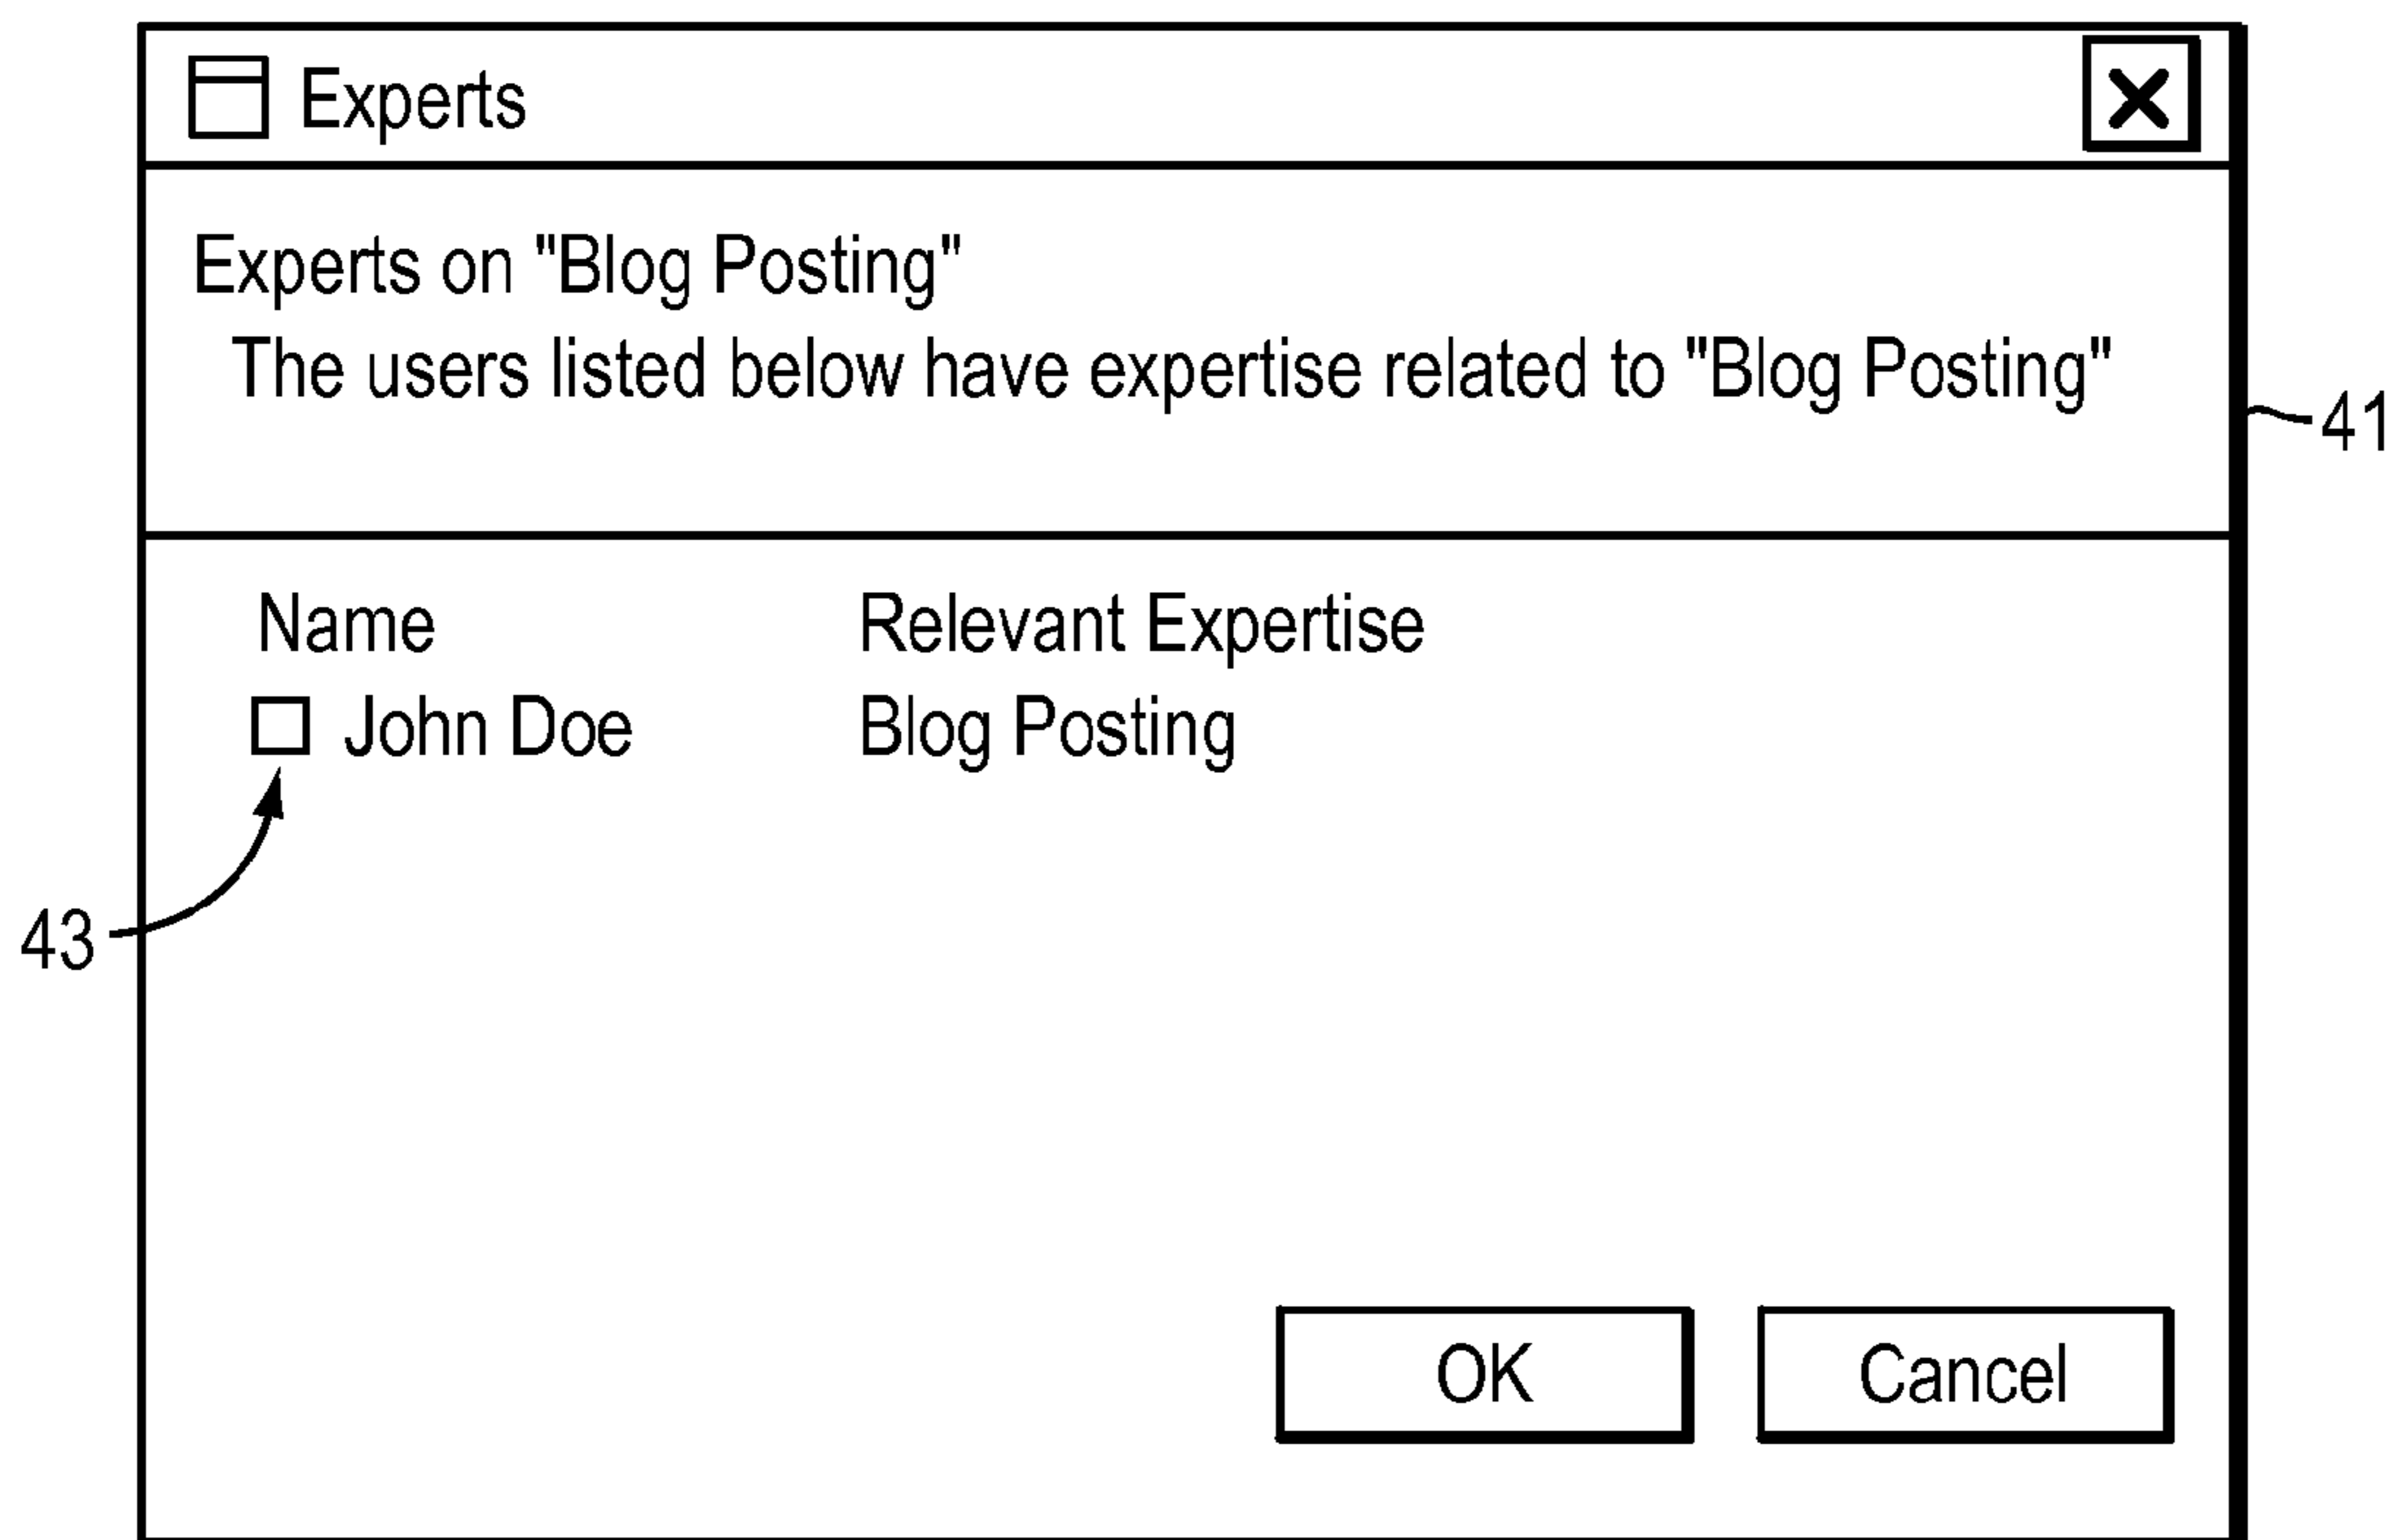 Experts
Experts on "Blog Posting"
The users listed below have expertise related to "Blog Posting"
41
Name Relevant Expertise
John Doe Blog Posting
43
OK Cancel